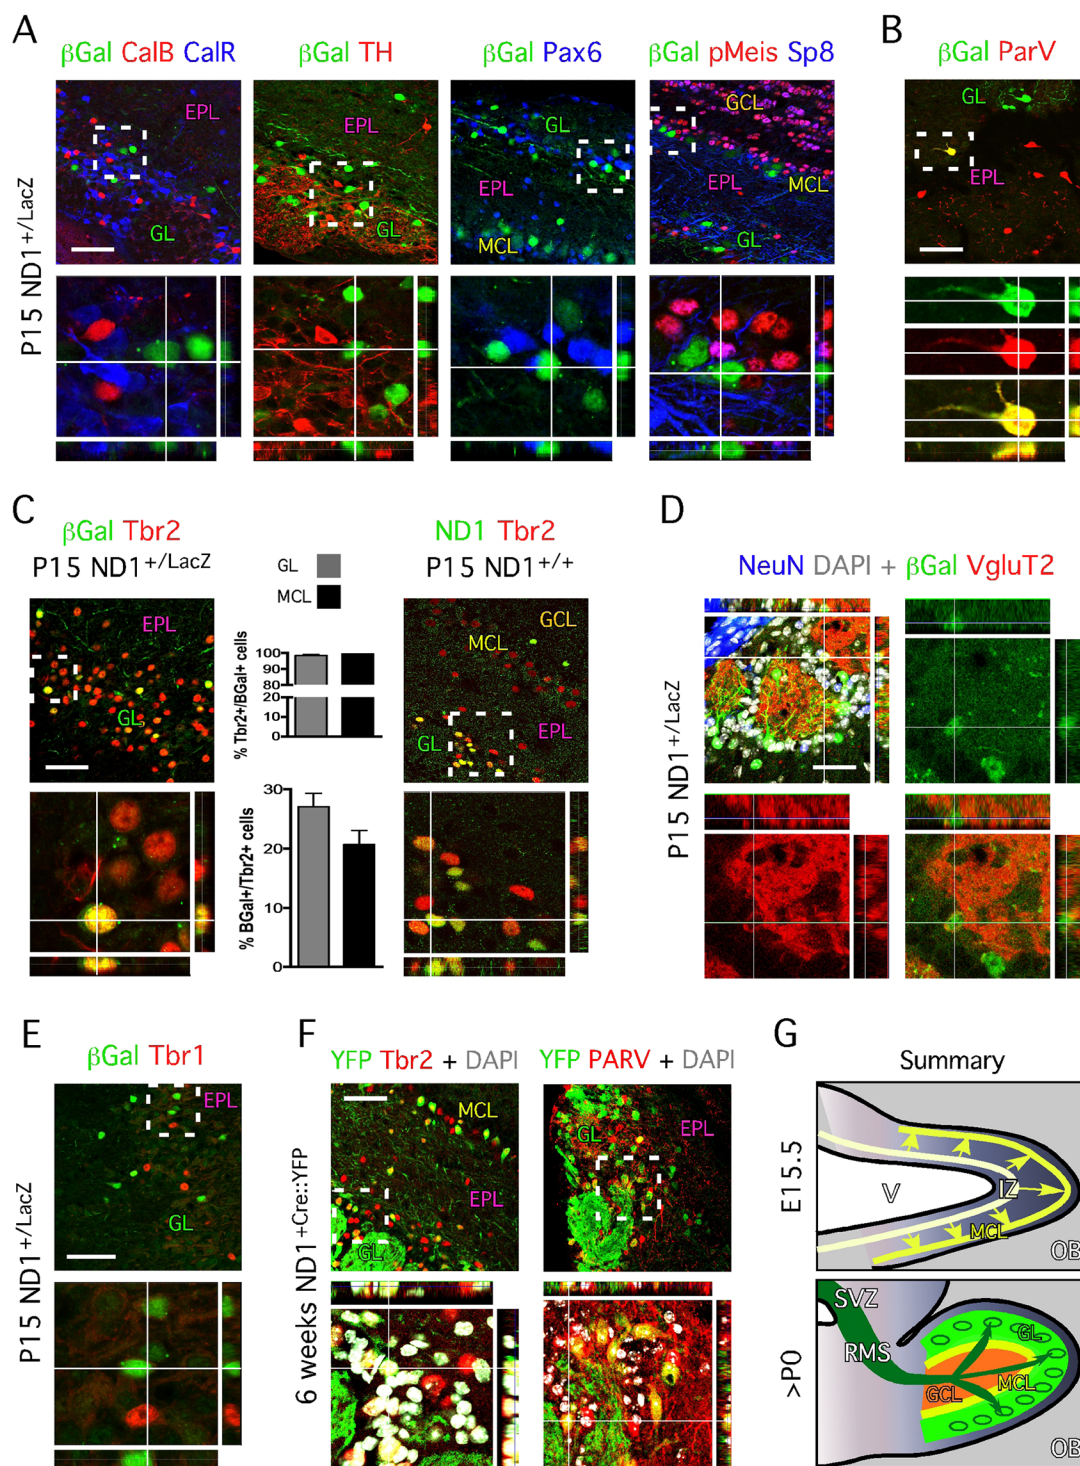 A
B
βGal CalB CalR
βGal TH
βGal Pax6
βGal pMeis Sp8
βGal ParV
P15 ND1+/LacZ
EPL
GL
EPL
GL
GL
EPL
MCL
GCL
EPL
MCL
GL
GL
EPL
C
D
βGal Tbr2
P15 ND1+/LacZ
GL
MCL
ND1 Tbr2
P15 ND1+/+
NeuN DAPI + βGal VgluT2
P15 ND1+/LacZ
EPL
GL
GCL
MCL
EPL
GL
% Tbr2+/BGal+ cells
100
90
80
20
10
0
% BGal+/Tbr2+ cells
30
20
10
0
E
F
G
βGal Tbr1
YFP Tbr2 + DAPI
YFP PARV + DAPI
Summary
P15 ND1+/LacZ
6 weeks ND1+Cre::YFP
EPL
GL
MCL
EPL
GL
GL
EPL
E15.5
V
IZ
MCL
OB
>P0
SVZ
RMS
GL
MCL
GCL
OB